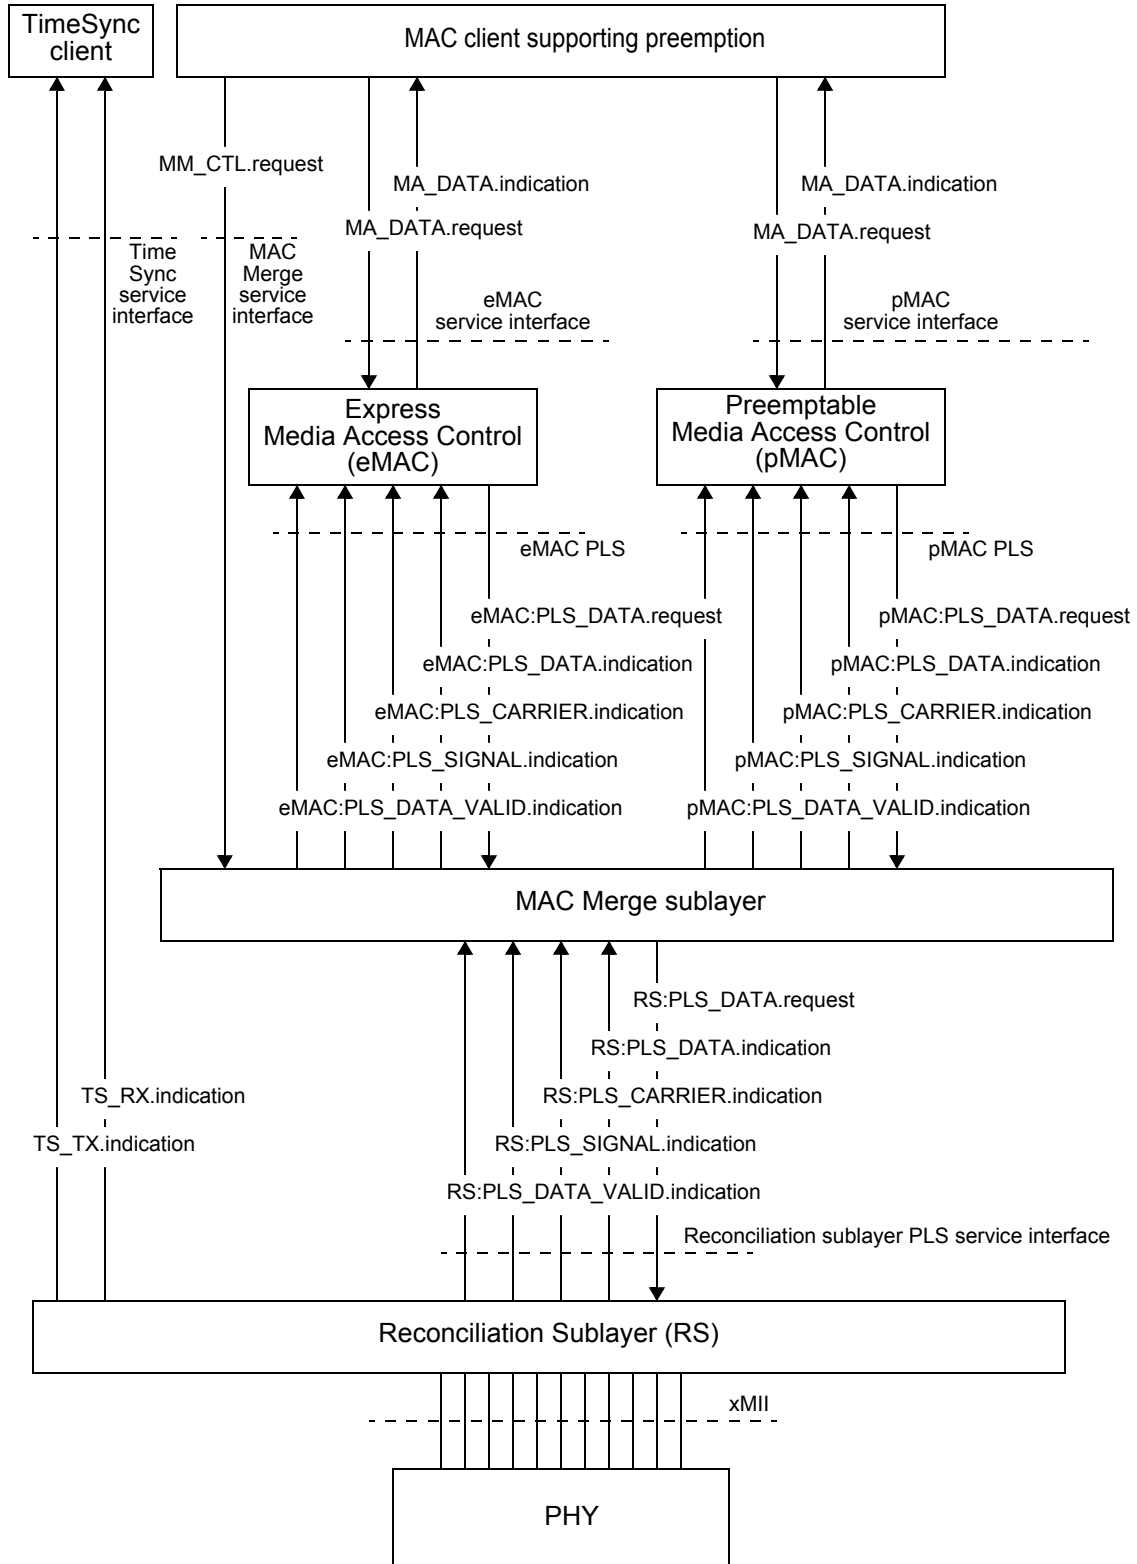 TimeSync
client
MAC client supporting preemption
MM_CTL.request
MA_DATA.indication
MA_DATA.request
MA_DATA.indication
MA_DATA.request
Time
Sync
service
interface
MAC
Merge
service
interface
eMAC
service interface
pMAC
service interface
Express
Media Access Control
(eMAC)
Preemptable
Media Access Control
(pMAC)
eMAC PLS
pMAC PLS
eMAC:PLS_DATA.request
pMAC:PLS_DATA.request
eMAC:PLS_DATA.indication
pMAC:PLS_DATA.indication
eMAC:PLS_CARRIER.indication
pMAC:PLS_CARRIER.indication
eMAC:PLS_SIGNAL.indication
pMAC:PLS_SIGNAL.indication
eMAC:PLS_DATA_VALID.indication
pMAC:PLS_DATA_VALID.indication
MAC Merge sublayer
RS:PLS_DATA.request
RS:PLS_DATA.indication
TS_RX.indication
RS:PLS_CARRIER.indication
TS_TX.indication
RS:PLS_SIGNAL.indication
RS:PLS_DATA_VALID.indication
Reconciliation sublayer PLS service interface
Reconciliation Sublayer (RS)
xMII
PHY